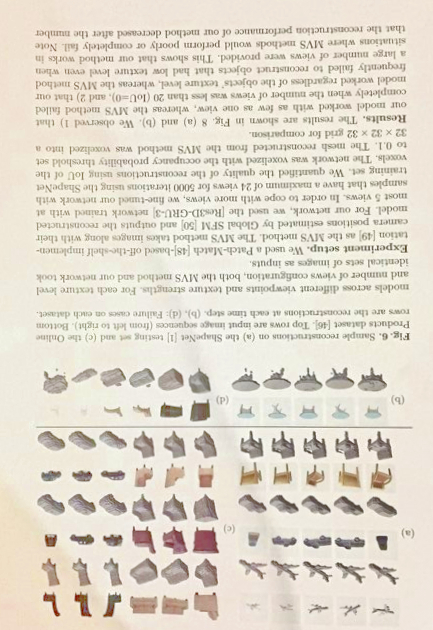 (a)
(c)
(b)
(d)
Fig. 6. Sample reconstructions on (a) the ShapeNet [1] testing set and (c) the Online
Products dataset [46]. Top rows are input image sequences (from left to right). Bottom
rows are the reconstructions at each time step. (b), (d): Failure cases on each dataset.
models across different viewpoints and texture strengths. For each texture level
and number of views configuration, both the MVS method and our network took
identical sets of images as inputs.
Experiment setup. We used a Patch-Match [48]-based off-the-shelf implemen-
tation [49] as the MVS method. The MVS method takes images along with their
camera positions estimated by Global SFM [50] and outputs the reconstructed
model. For our network, we used the [Res3D-GRU-3] network trained with at
most 5 views. In order to cope with more views, we fine-tuned our network with
samples that have a maximum of 24 views for 5000 iterations using the ShapeNet
training set. We quantified the quality of the reconstructions using IoU of the
voxels. The network was voxelized with the occupancy probability threshold set
to 0.1. The mesh reconstructed from the MVS method was voxelized into a
32 × 32 × 32 grid for comparison.
Results. The results are shown in Fig. 8 (a) and (b). We observed 1) that
our model worked with as few as one view, whereas the MVS method failed
completely when the number of views was less than 20 (IoU=0), and 2) that our
model worked regardless of the objects' texture level, whereas the MVS method
frequently failed to reconstruct objects that had low texture level even when
a large number of views were provided. This shows that our method works in
situations where MVS methods would perform poorly or completely fail. Note
that the reconstruction performance of our method decreased after the number